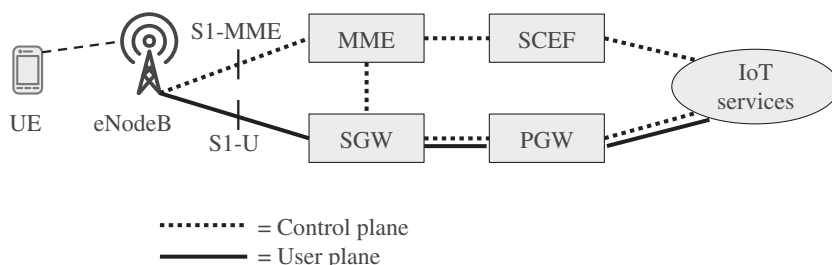 S1-MME
MME
SCEF
IoT
services
UE
eNodeB
S1-U
SGW
PGW
= Control plane
= User plane